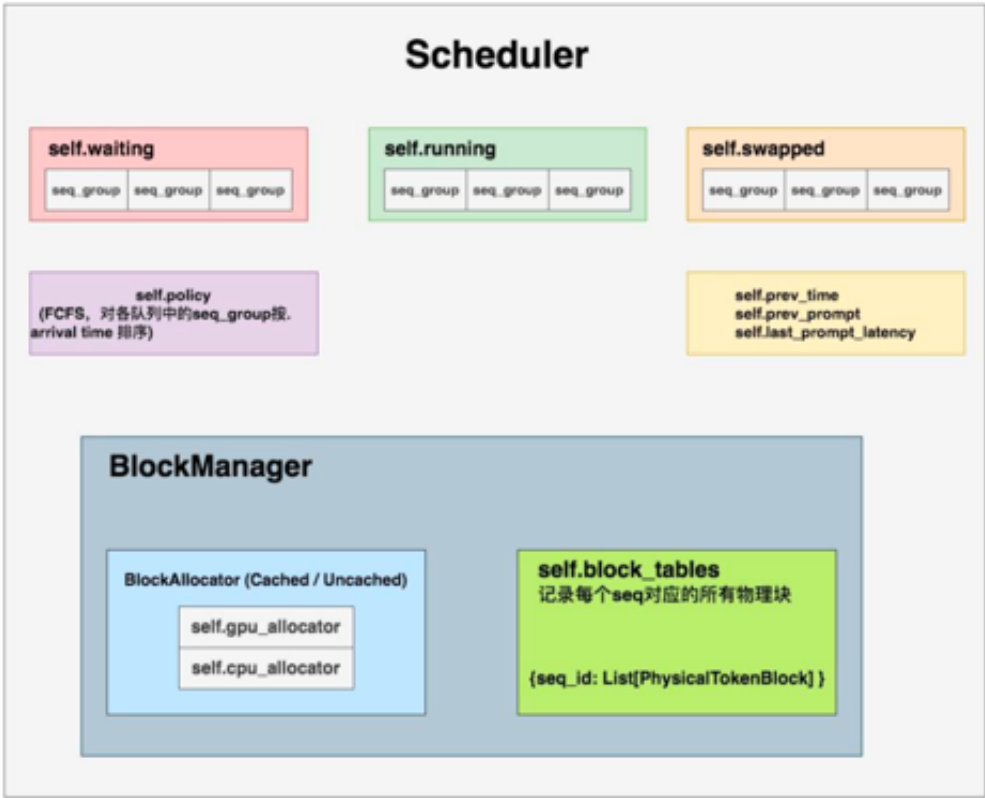 Scheduler
self.waiting
seq_group seq_group seq_group
self.running
seq_group seq_group seq_group
self.swapped
seq_group seq_group seq_group
self.policy
(FCFS，对各队列中的seq_group按.
arrival time 排序)
self.prev_time
self.prev_prompt
self.last_prompt_latency
BlockManager
BlockAllocator (Cached / Uncached)
self.gpu_allocator
self.cpu_allocator
self.block_tables
记录每个seq对应的所有物理块
{seq_id: List[PhysicalTokenBlock] }